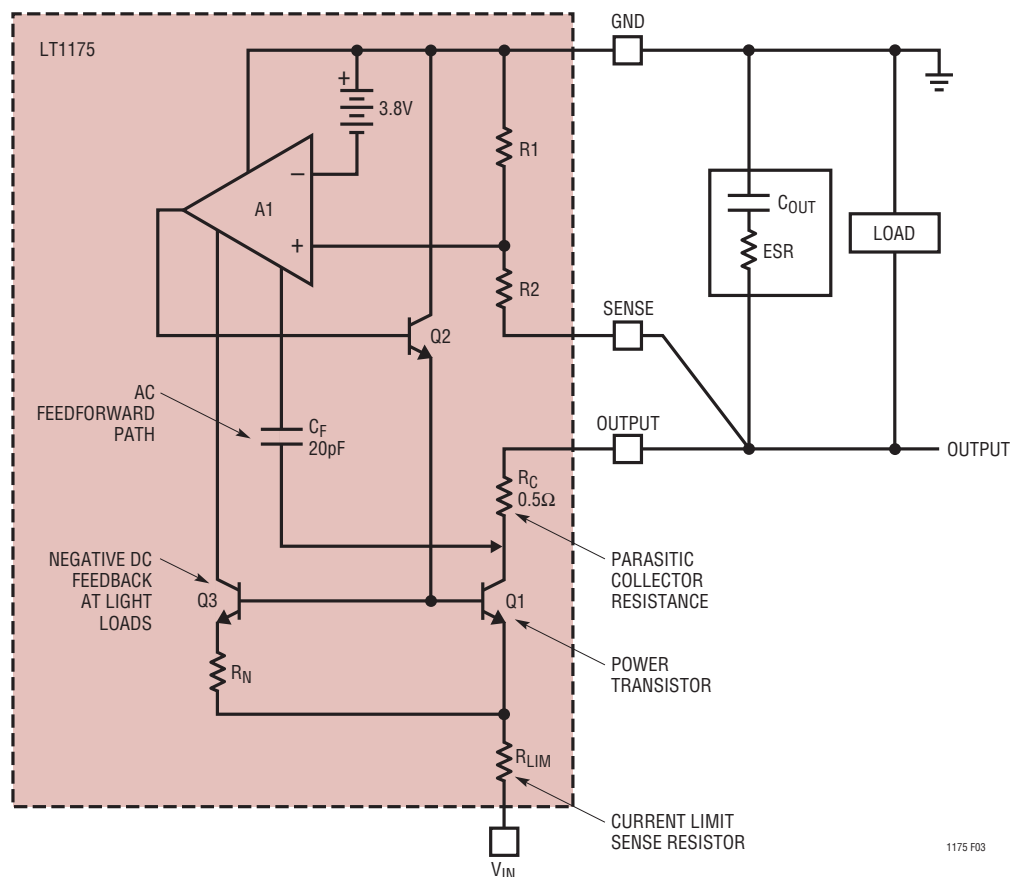 LT1175
GND
+
3.8V
R1
−
A1
+
COUT
ESR
LOAD
R2
SENSE
Q2
AC
FEEDFORWARD
PATH
CF
20pF
OUTPUT
OUTPUT
RC
0.5Ω
NEGATIVE DC
FEEDBACK
AT LIGHT
LOADS
Q3
Q1
PARASITIC
COLLECTOR
RESISTANCE
RN
POWER
TRANSISTOR
RLIM
CURRENT LIMIT
SENSE RESISTOR
VIN
1175 F03